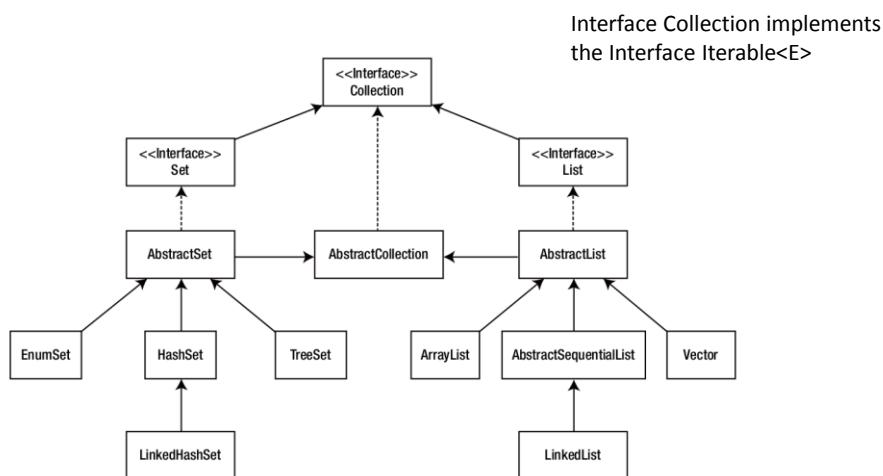 Interface Collection implements
the Interface Iterable<E>
<<Interface>>
Collection
<<Interface>>
Set
<<Interface>>
List
AbstractSet
AbstractCollection
AbstractList
EnumSet
HashSet
TreeSet
ArrayList
AbstractSequentialList
Vector
LinkedHashSet
LinkedList